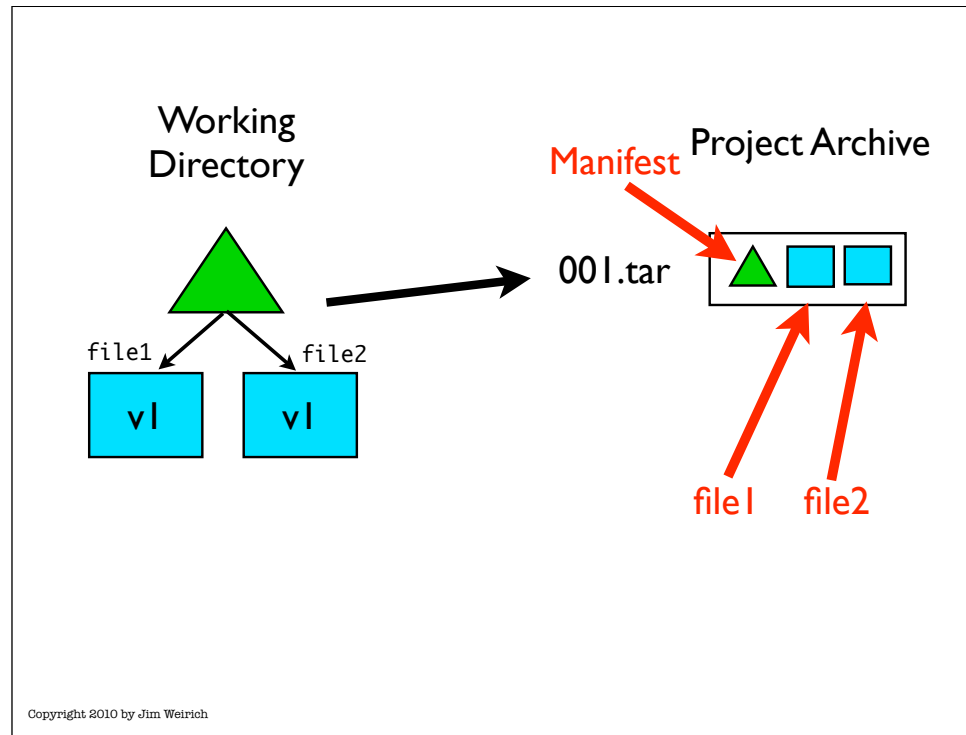 Working
Directory
Project Archive
Manifest
001.tar
file1
file2
v1
v1
file1
file2
Copyright 2010 by Jim Weirich